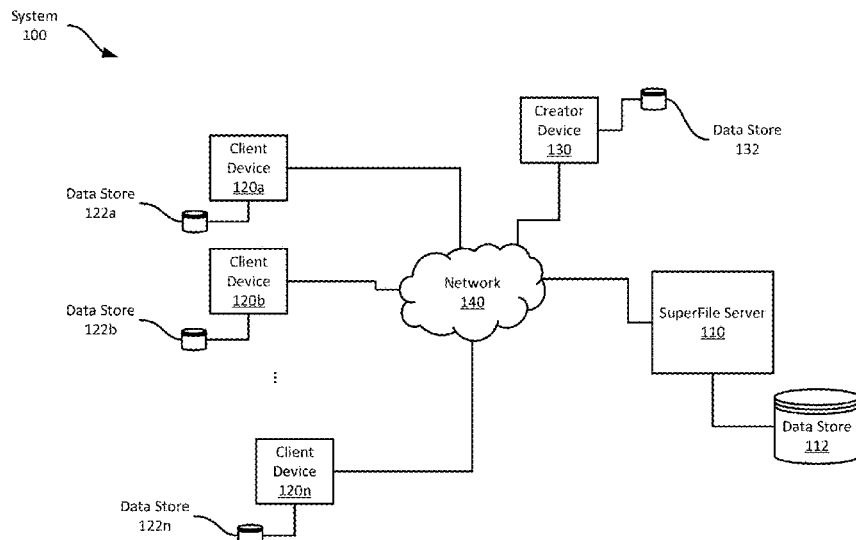 System
100
Creator
Device
130
Data Store
132
Client
Device
120a
Data Store
122a
Client
Device
120b
Data Store
122b
Network
140
SuperFile Server
110
...
Data Store
112
Client
Device
120n
Data Store
122n